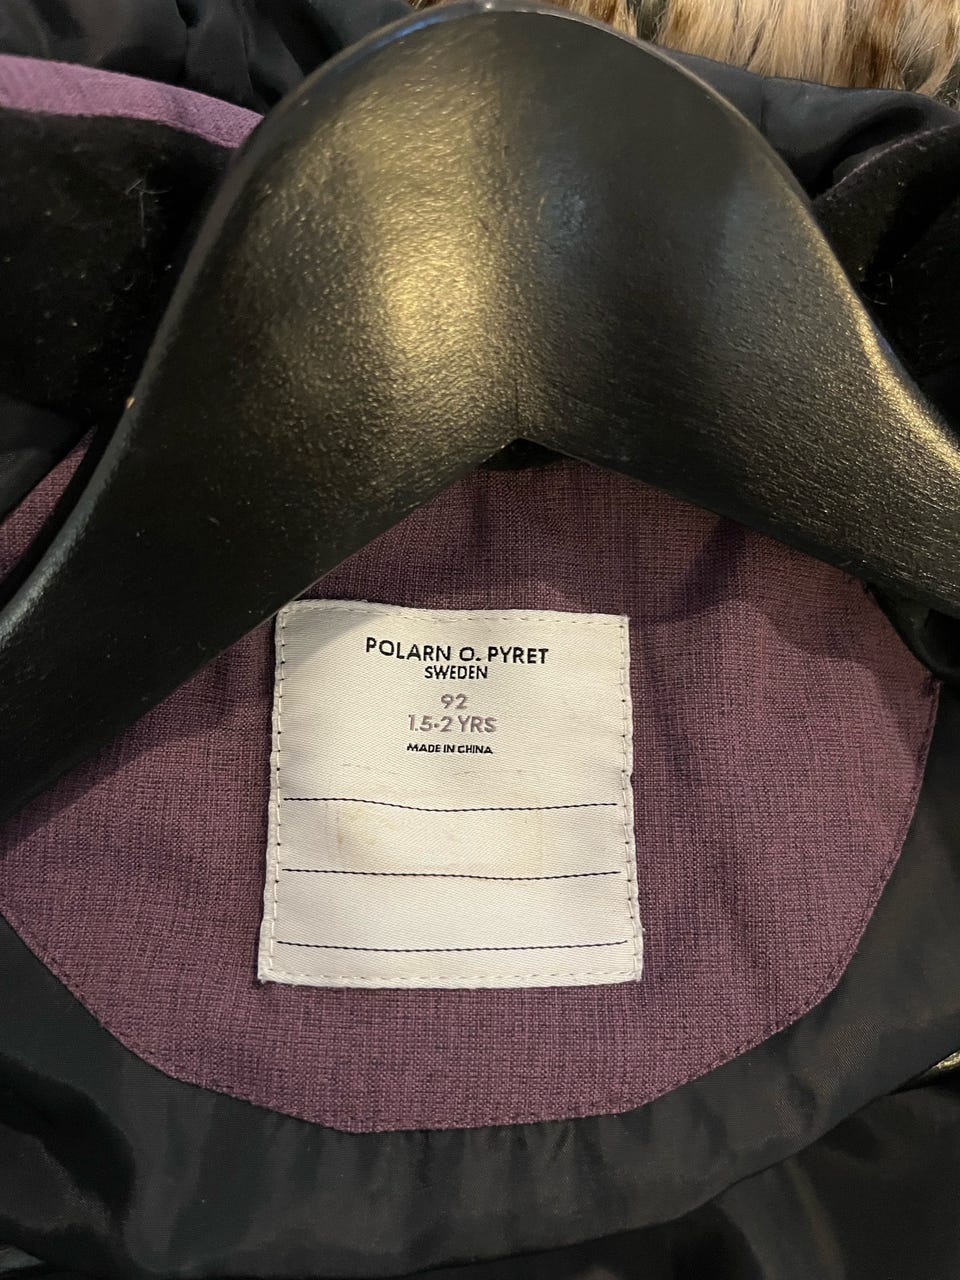 POLARN O. PYRET
SWEDEN
92
1.5-2 YRS
MADE IN CHINA